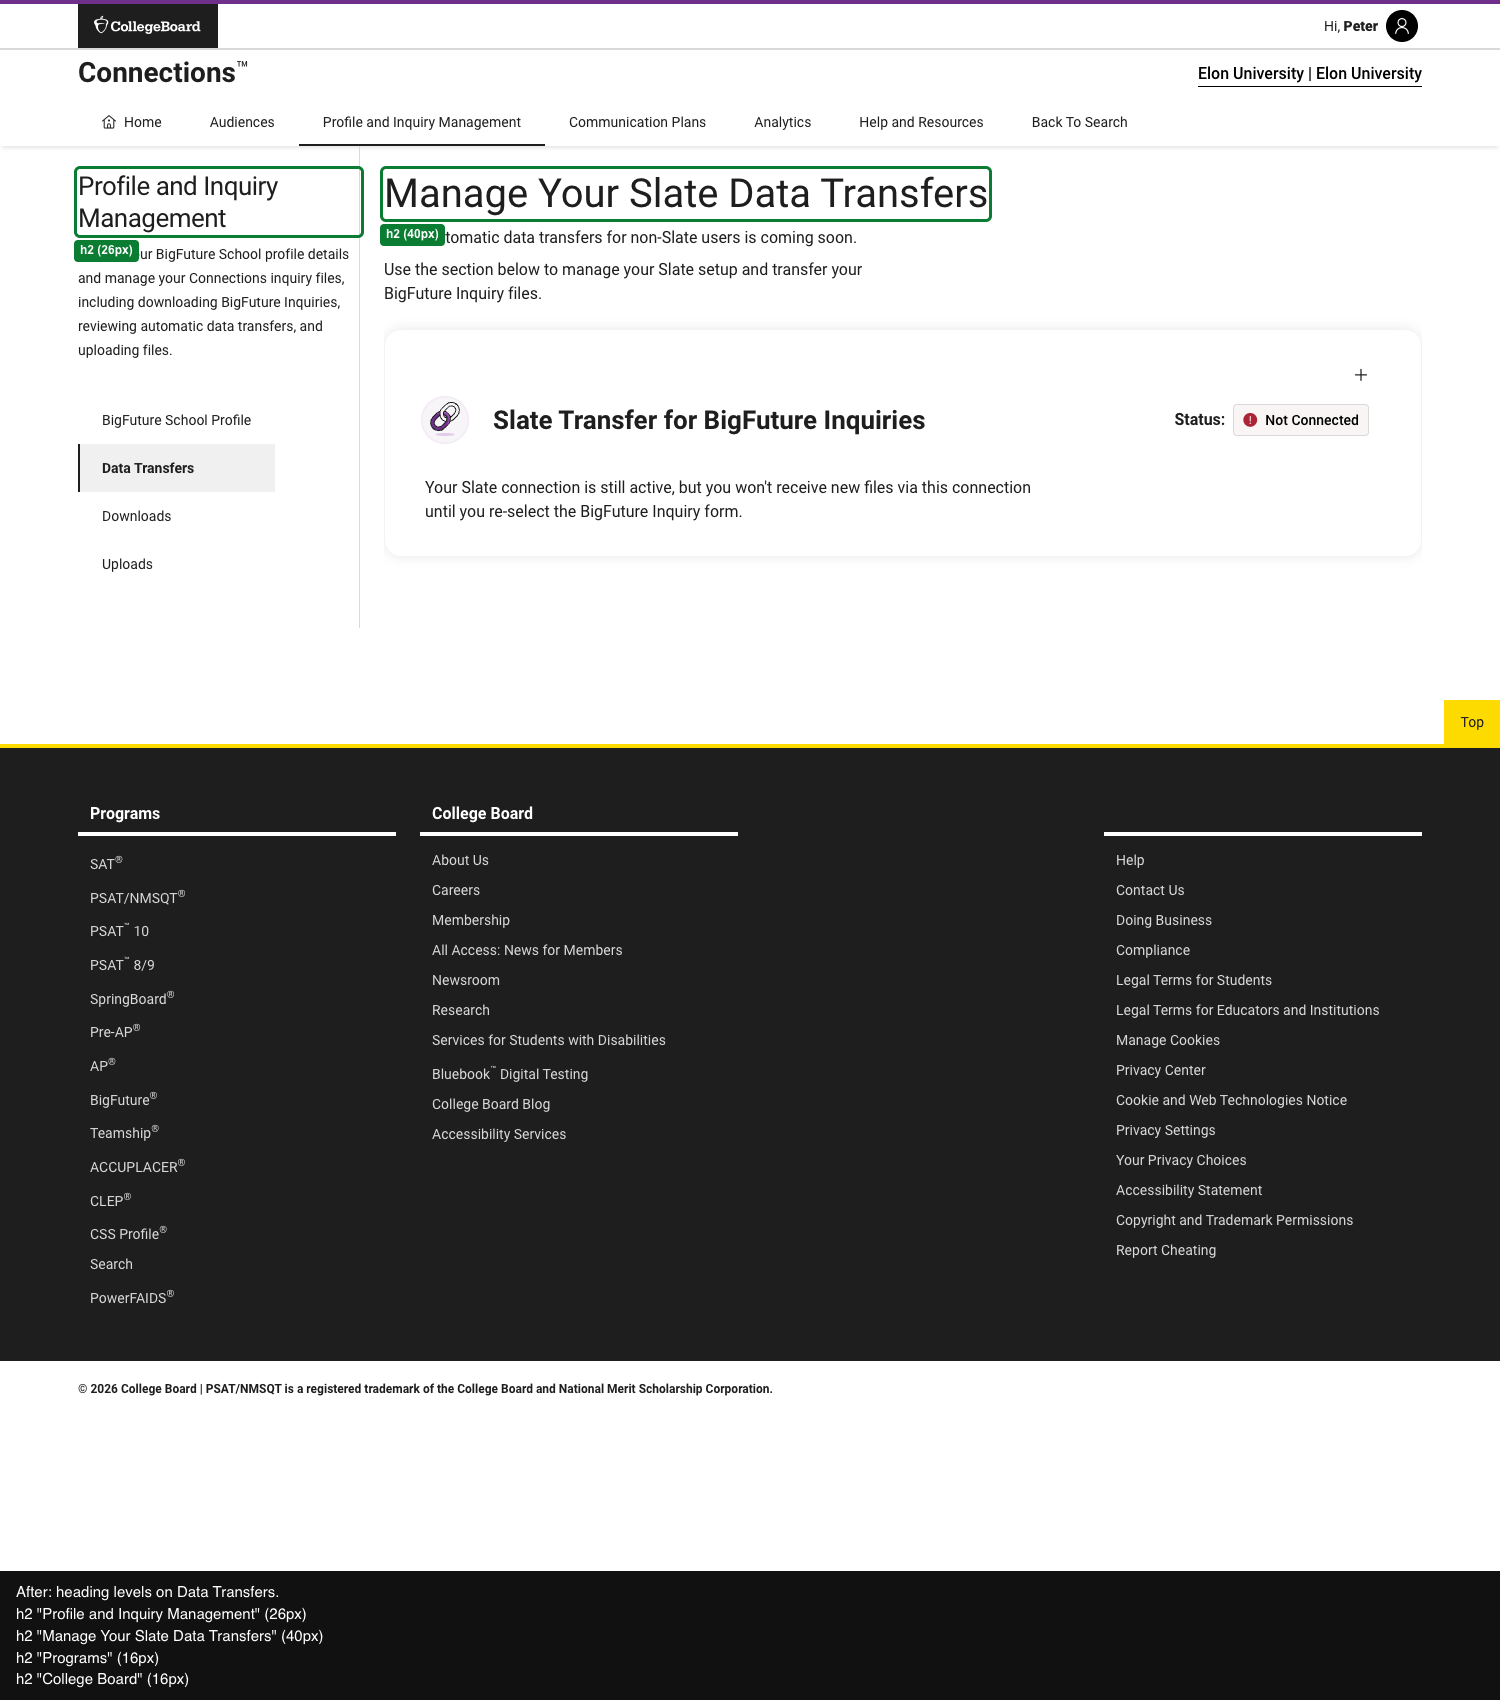 CollegeBoard
Hi, Peter
Connections™
Elon University | Elon University
Home
Audiences
Profile and Inquiry Management
Communication Plans
Analytics
Help and Resources
Back To Search
Profile and Inquiry
Management
h2 (26px)
ur BigFuture School profile details
and manage your Connections inquiry files,
including downloading BigFuture Inquiries,
reviewing automatic data transfers, and
uploading files.
BigFuture School Profile
Data Transfers
Downloads
Uploads
Manage Your Slate Data Transfers
h2 (40px)
tomatic data transfers for non-Slate users is coming soon.
Use the section below to manage your Slate setup and transfer your
BigFuture Inquiry files.
Slate Transfer for BigFuture Inquiries
Status:
Not Connected
Your Slate connection is still active, but you won't receive new files via this connection
until you re-select the BigFuture Inquiry form.
Top
Programs
SAT®
PSAT/NMSQT®
PSAT™ 10
PSAT™ 8/9
SpringBoard®
Pre-AP®
AP®
BigFuture®
Teamship®
ACCUPLACER®
CLEP®
CSS Profile®
Search
PowerFAIDS®
College Board
About Us
Careers
Membership
All Access: News for Members
Newsroom
Research
Services for Students with Disabilities
Bluebook™ Digital Testing
College Board Blog
Accessibility Services
Help
Contact Us
Doing Business
Compliance
Legal Terms for Students
Legal Terms for Educators and Institutions
Manage Cookies
Privacy Center
Cookie and Web Technologies Notice
Privacy Settings
Your Privacy Choices
Accessibility Statement
Copyright and Trademark Permissions
Report Cheating
© 2026 College Board | PSAT/NMSQT is a registered trademark of the College Board and National Merit Scholarship Corporation.
After: heading levels on Data Transfers.
h2 "Profile and Inquiry Management" (26px)
h2 "Manage Your Slate Data Transfers" (40px)
h2 "Programs" (16px)
h2 "College Board" (16px)